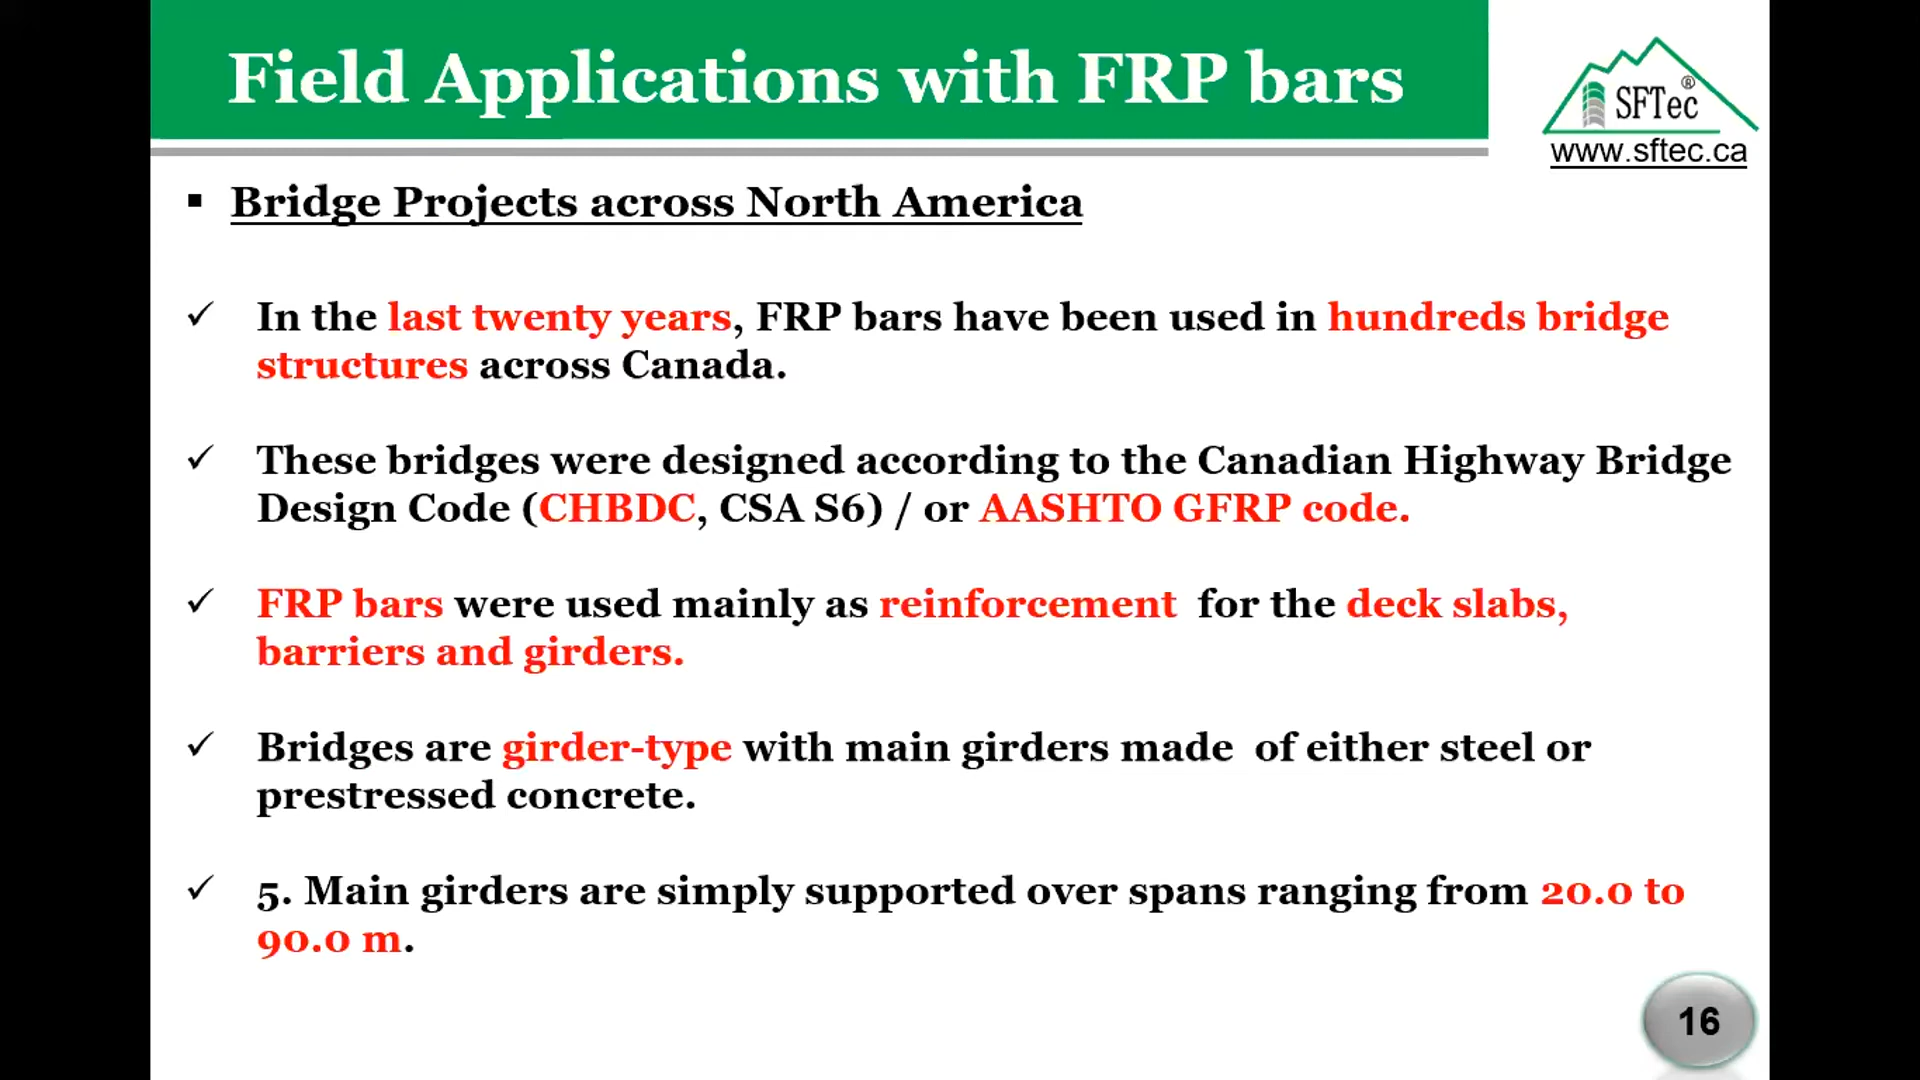 Field Applications with FRP bars
SFTec®
www.sftec.ca
▪ Bridge Projects across North America
✓ In the last twenty years, FRP bars have been used in hundreds bridge
structures across Canada.
✓ These bridges were designed according to the Canadian Highway Bridge
Design Code (CHBDC, CSA S6) / or AASHTO GFRP code.
✓ FRP bars were used mainly as reinforcement for the deck slabs,
barriers and girders.
✓ Bridges are girder-type with main girders made of either steel or
prestressed concrete.
✓ 5. Main girders are simply supported over spans ranging from 20.0 to
90.0 m.
16